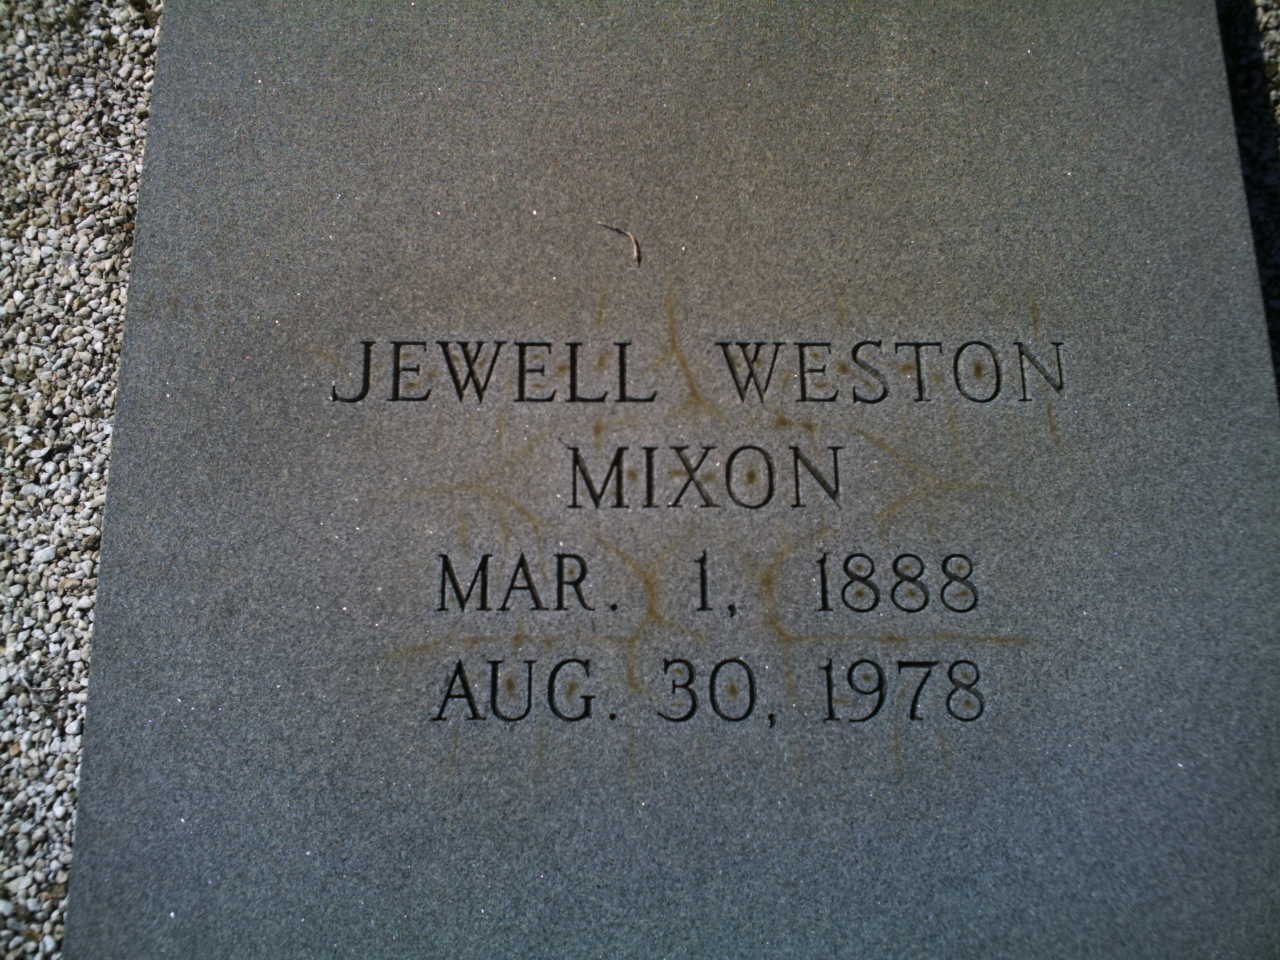 JEWELL WESTON
MIXON
MAR. 1, 1888
AUG. 30, 1978